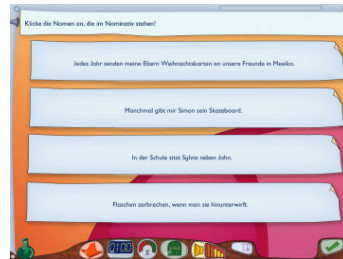 Klicke die Nomen an, die im Nominativ stehen!
Jedes Jahr senden meine Eltern Weihnachtskarten an unsere Freunde in Mexiko.
Manchmal gibt mir Simon sein Skateboard.
In der Schule sitzt Sylvia neben John.
Flaschen zerbrechen, wenn man sie hinunterwirft.
0100